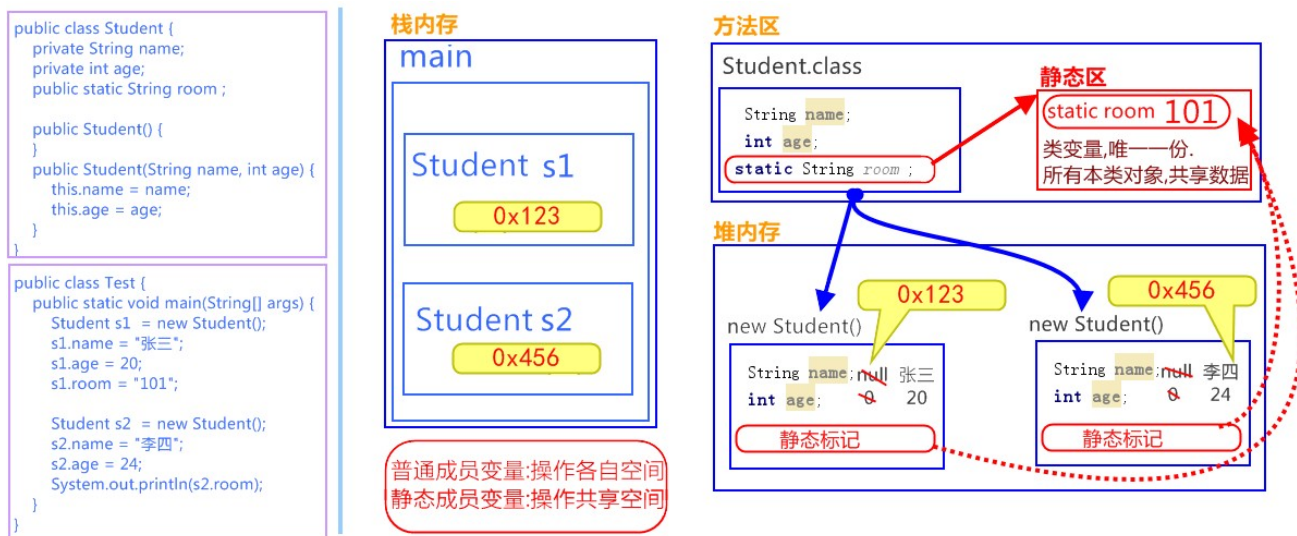 public class Student {
private String name;
private int age;
public static String room ;
public Student() {
}
public Student(String name, int age) {
this.name = name;
this.age = age;
}
}
public class Test {
public static void main(String[] args) {
Student s1 = new Student();
s1.name = "张三";
s1.age = 20;
s1.room = "101";
Student s2 = new Student();
s2.name = "李四";
s2.age = 24;
System.out.println(s2.room);
}
}
栈内存
main
Student s1
0x123
Student s2
0x456
普通成员变量:操作各自空间
静态成员变量:操作共享空间
方法区
Student.class
String name;
int age;
static String room ;
静态区
static room 101
类变量,唯一一份.
所有本类对象,共享数据
堆内存
0x123
new Student()
String name; null 张三
int age; 0 20
静态标记
0x456
new Student()
String name; null 李四
int age; 0 24
静态标记